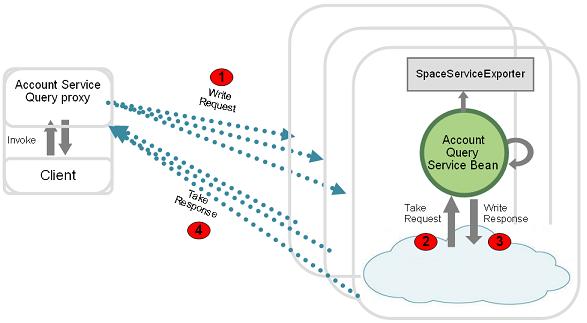 Account Service
Query proxy
Invoke
Client
1
Write
Request
Take
Response
4
SpaceServiceExporter
Account
Query
Service Bean
Take
Request
Write
Response
2
3